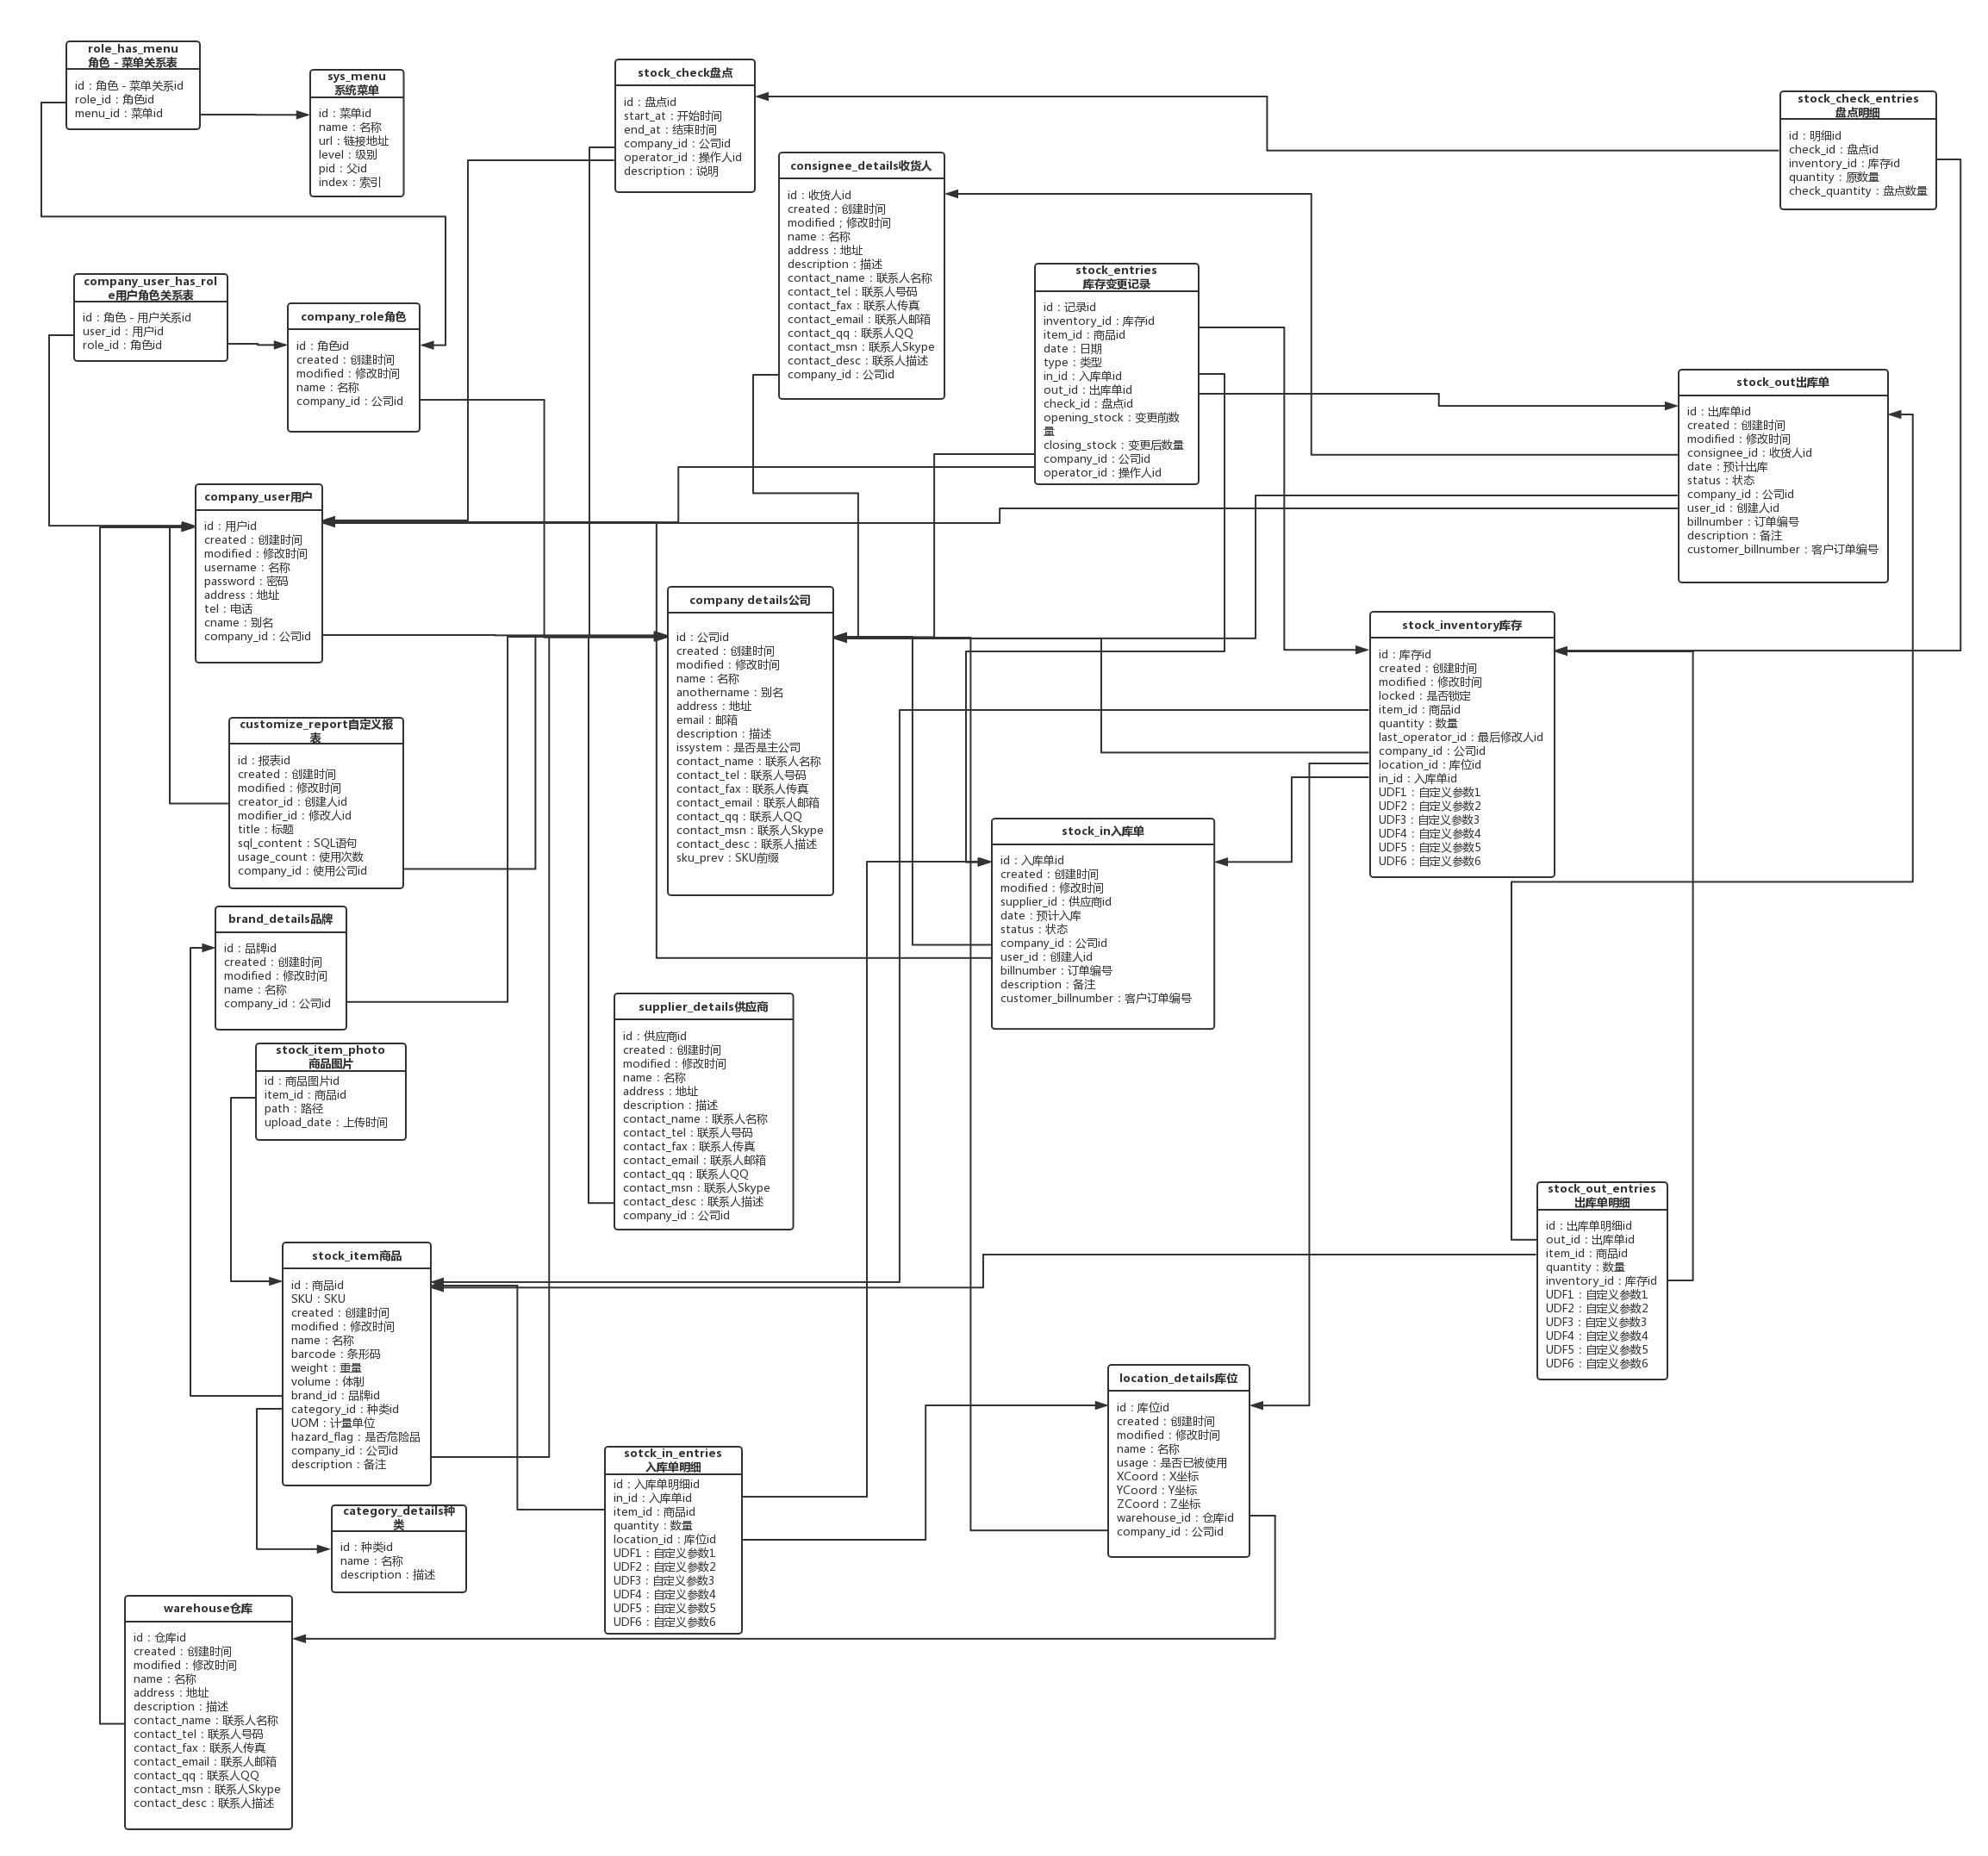 role_has_menu
角色 - 菜单关系表
id：角色 - 菜单关系id
role_id：角色id
menu_id：菜单id
sys_menu
系统菜单
id：菜单id
name：名称
url：链接地址
level：级别
pid：父id
index：索引
stock_check盘点
id：盘点id
start_at：开始时间
end_at：结束时间
company_id：公司id
operator_id：操作人id
description：说明
stock_check_entries
盘点明细
id：明细id
check_id：盘点id
inventory_id：库存id
quantity：原数量
check_quantity：盘点数量
consignee_details收货人
id：收货人id
created：创建时间
modified；修改时间
name：名称
address：地址
description：描述
contact_name：联系人名称
contact_tel：联系人号码
contact_fax：联系人传真
contact_email：联系人邮箱
contact_qq：联系人QQ
contact_msn：联系人Skype
contact_desc：联系人描述
company_id：公司id
stock_entries
库存变更记录
id：记录id
inventory_id：库存id
item_id：商品id
date：日期
type：类型
in_id：入库单id
out_id：出库单id
check_id：盘点id
opening_stock：变更前数
量
closing_stock：变更后数量
company_id：公司id
operator_id：操作人id
company_user_has_rol
e用户角色关系表
id：角色 - 用户关系id
user_id：用户id
role_id：角色id
company_role角色
id：角色id
created：创建时间
modified：修改时间
name：名称
company_id：公司id
stock_out出库单
id：出库单id
created：创建时间
modified：修改时间
consignee_id：收货人id
date：预计出库
status：状态
company_id：公司id
user_id：创建人id
billnumber：订单编号
description：备注
customer_billnumber：客户订单编号
company_user用户
id：用户id
created：创建时间
modified：修改时间
username：名称
password：密码
address：地址
tel：电话
cname：别名
company_id：公司id
company details公司
id：公司id
created：创建时间
modified：修改时间
name：名称
anothername：别名
address：地址
email：邮箱
description：描述
issystem：是否是主公司
contact_name：联系人名称
contact_tel：联系人号码
contact_fax：联系人传真
contact_email：联系人邮箱
contact_qq：联系人QQ
contact_msn：联系人Skype
contact_desc：联系人描述
sku_prev：SKU前缀
stock_inventory库存
id：库存id
created：创建时间
modified：修改时间
locked：是否锁定
item_id：商品id
quantity：数量
last_operator_id：最后修改人id
company_id：公司id
location_id：库位id
in_id：入库单id
UDF1：自定义参数1
UDF2：自定义参数2
UDF3：自定义参数3
UDF4：自定义参数4
UDF5：自定义参数5
UDF6：自定义参数6
customize_report自定义报
表
id：报表id
created：创建时间
modified：修改时间
creator_id：创建人id
modifier_id：修改人id
title：标题
sql_content：SQL语句
usage_count：使用次数
company_id：使用公司id
stock_in入库单
id：入库单id
created：创建时间
modified：修改时间
supplier_id：供应商id
date：预计入库
status：状态
company_id：公司id
user_id：创建人id
billnumber：订单编号
description：备注
customer_billnumber：客户订单编号
brand_details品牌
id：品牌id
created：创建时间
modified：修改时间
name：名称
company_id：公司id
supplier_details供应商
id：供应商id
created：创建时间
modified：修改时间
name：名称
address：地址
description：描述
contact_name：联系人名称
contact_tel：联系人号码
contact_fax：联系人传真
contact_email：联系人邮箱
contact_qq：联系人QQ
contact_msn：联系人Skype
contact_desc：联系人描述
company_id：公司id
stock_item_photo
商品图片
id：商品图片id
item_id：商品id
path：路径
upload_date：上传时间
stock_out_entries
出库单明细
id：出库单明细id
out_id：出库单id
item_id：商品id
quantity：数量
inventory_id：库存id
UDF1：自定义参数1
UDF2：自定义参数2
UDF3：自定义参数3
UDF4：自定义参数4
UDF5：自定义参数5
UDF6：自定义参数6
stock_item商品
id：商品id
SKU：SKU
created：创建时间
modified：修改时间
name：名称
barcode：条形码
weight：重量
volume：体制
brand_id：品牌id
category_id：种类id
UOM：计量单位
hazard_flag：是否危险品
company_id：公司id
description：备注
location_details库位
id：库位id
created：创建时间
modified：修改时间
name：名称
usage：是否已被使用
XCoord：X坐标
YCoord：Y坐标
ZCoord：Z坐标
warehouse_id：仓库id
company_id：公司id
sotck_in_entries
入库单明细
id：入库单明细id
in_id：入库单id
item_id：商品id
quantity：数量
location_id：库位id
UDF1：自定义参数1
UDF2：自定义参数2
UDF3：自定义参数3
UDF4：自定义参数4
UDF5：自定义参数5
UDF6：自定义参数6
category_details种
类
id：种类id
name：名称
description：描述
warehouse仓库
id：仓库id
created：创建时间
modified：修改时间
name：名称
address：地址
description：描述
contact_name：联系人名称
contact_tel：联系人号码
contact_fax：联系人传真
contact_email：联系人邮箱
contact_qq：联系人QQ
contact_msn：联系人Skype
contact_desc：联系人描述